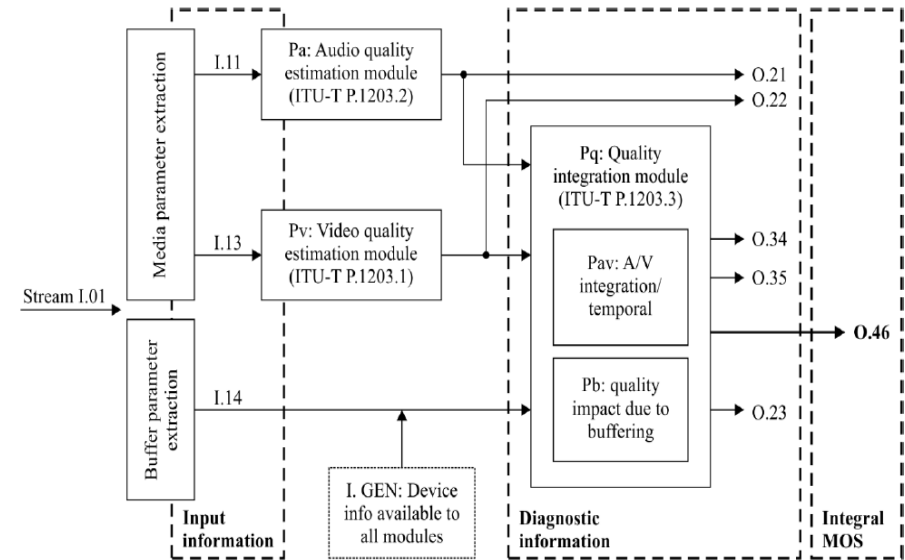 Media parameter extraction
I.11
Pa: Audio quality
estimation module
(ITU-T P.1203.2)
O.21
O.22
Pq: Quality
integration module
(ITU-T P.1203.3)
I.13
Pv: Video quality
estimation module
(ITU-T P.1203.1)
O.34
Pav: A/V
integration/
temporal
O.35
Stream I.01
O.46
Buffer parameter
extraction
I.14
Pb: quality
impact due to
buffering
O.23
I. GEN: Device
info available to
all modules
Input
information
Diagnostic
information
Integral
MOS